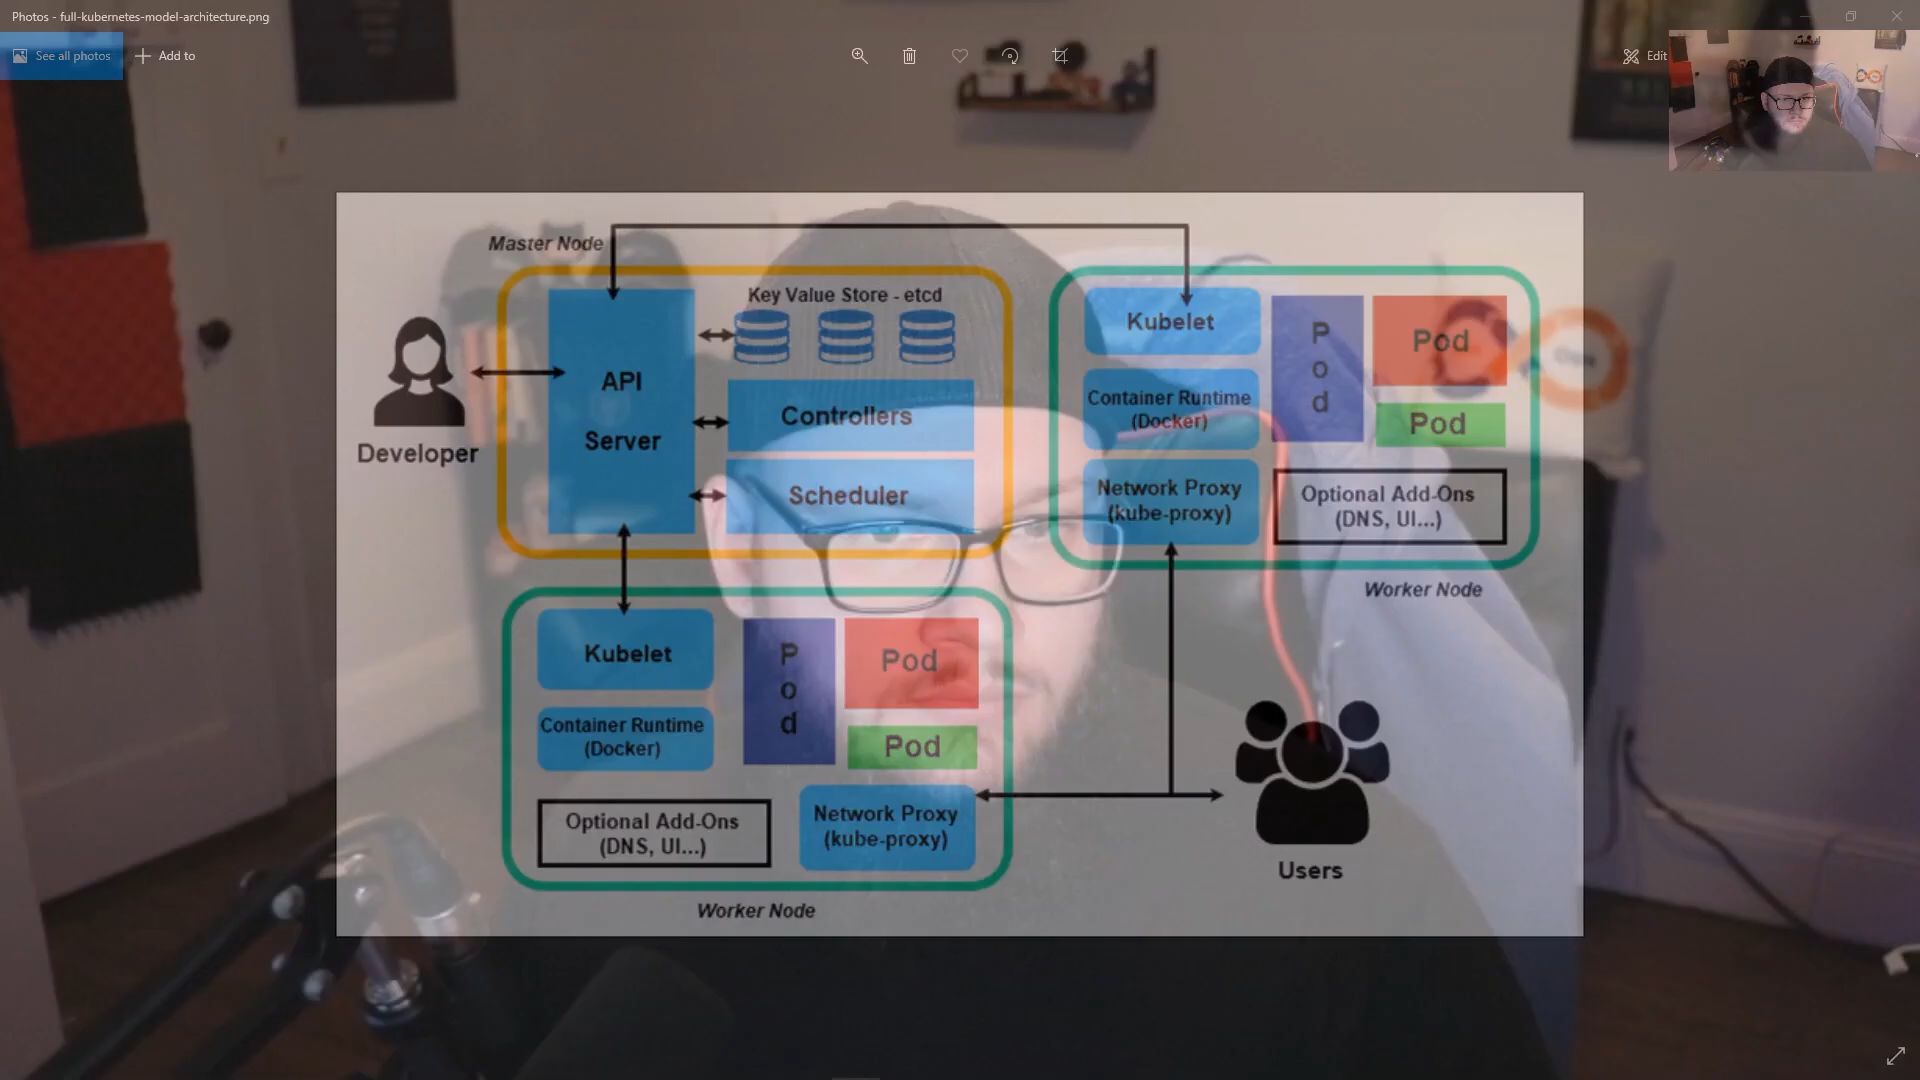 Photos - full-kubernetes-model-architecture.png
See all photos
Add to
Edit
Master Node
Key Value Store - etcd
API
Server
Controllers
Scheduler
Developer
Kubelet
Container Runtime
(Docker)
Network Proxy
(kube-proxy)
Pod
Pod
Pod
Optional Add-Ons
(DNS, UI...)
Worker Node
Kubelet
Container Runtime
(Docker)
Pod
Pod
Pod
Optional Add-Ons
(DNS, UI...)
Network Proxy
(kube-proxy)
Worker Node
Users